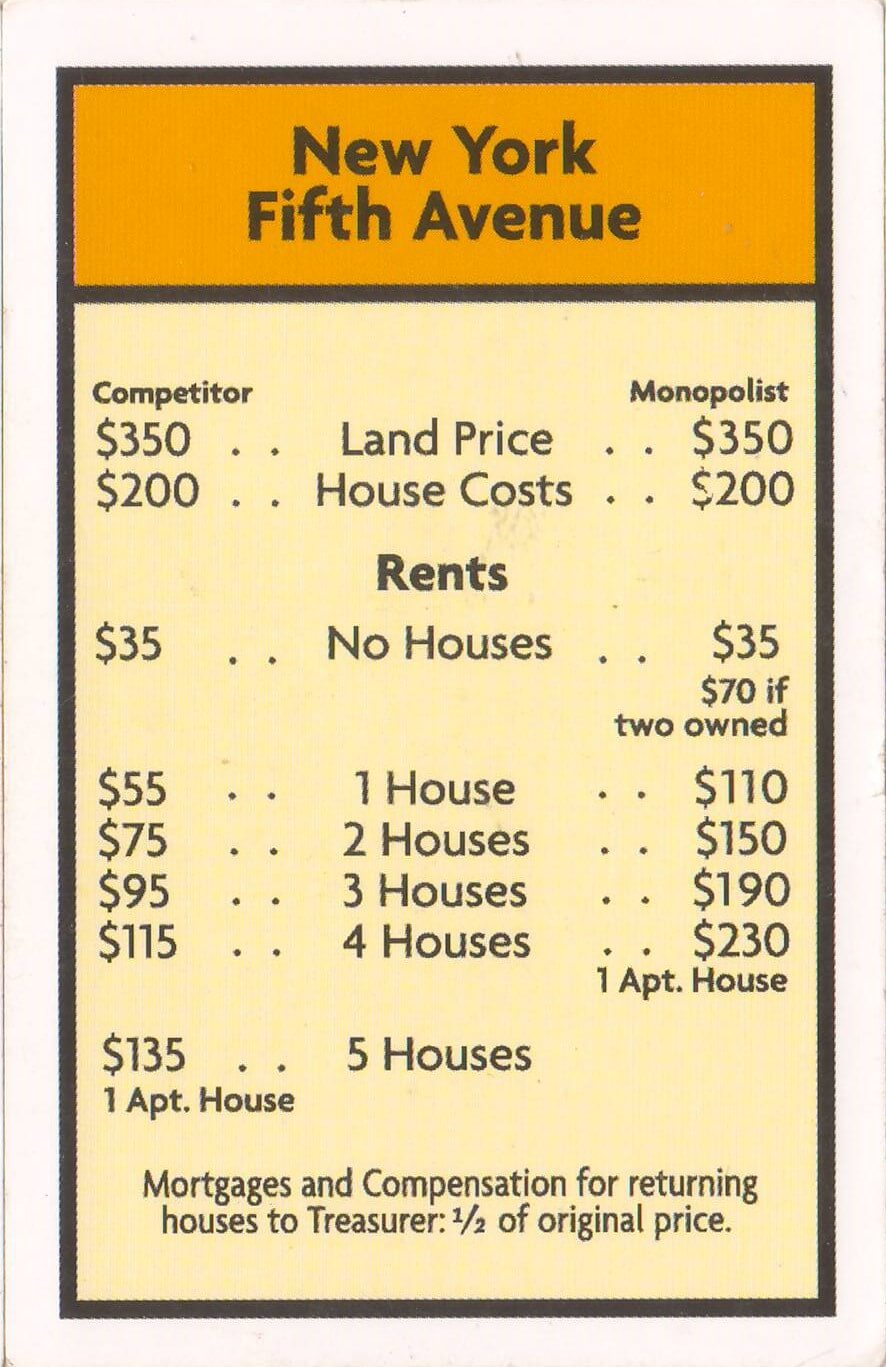 New York
Fifth Avenue
Competitor Monopolist
$350 . . Land Price . . $350
$200 . . House Costs . . $200
Rents
$35 . . No Houses . . $35
$70 if
two owned
$55 . . 1 House . . $110
$75 . . 2 Houses . . $150
$95 . . 3 Houses . . $190
$115 . . 4 Houses . . $230
1 Apt. House
$135 . . 5 Houses
1 Apt. House
Mortgages and Compensation for returning
houses to Treasurer: ½ of original price.